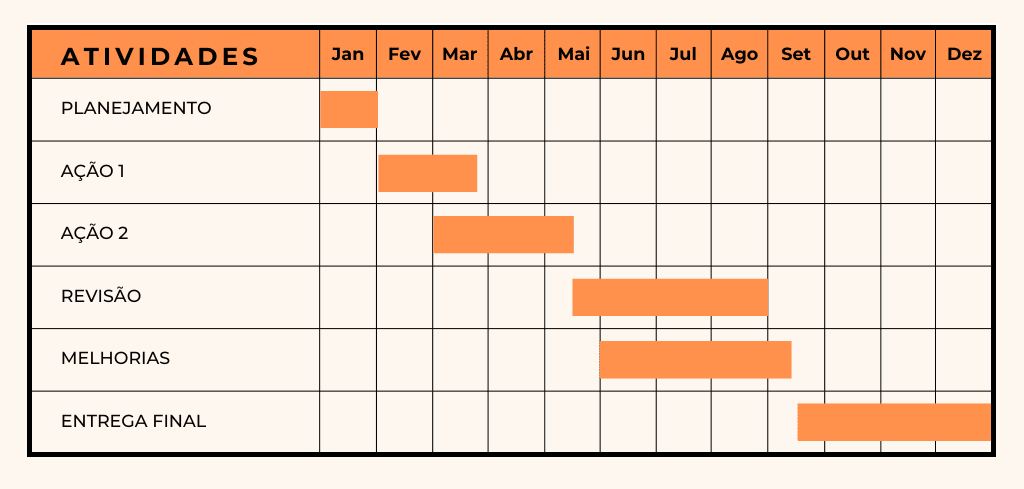 ATIVIDADES Jan Fev Mar Abr Mai Jun Jul Ago Set Out Nov Dez
PLANEJAMENTO
AÇÃO 1
AÇÃO 2
REVISÃO
MELHORIAS
ENTREGA FINAL